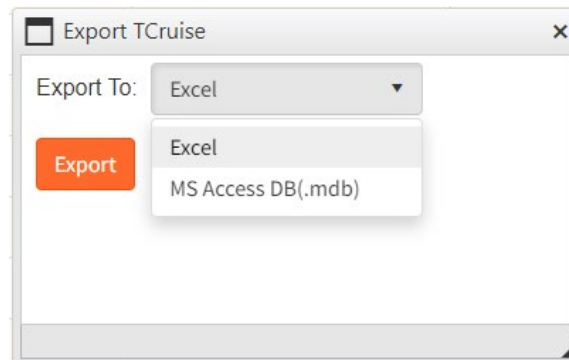 Export TCruise
Export To: Excel
Excel
Export
MS Access DB(.mdb)